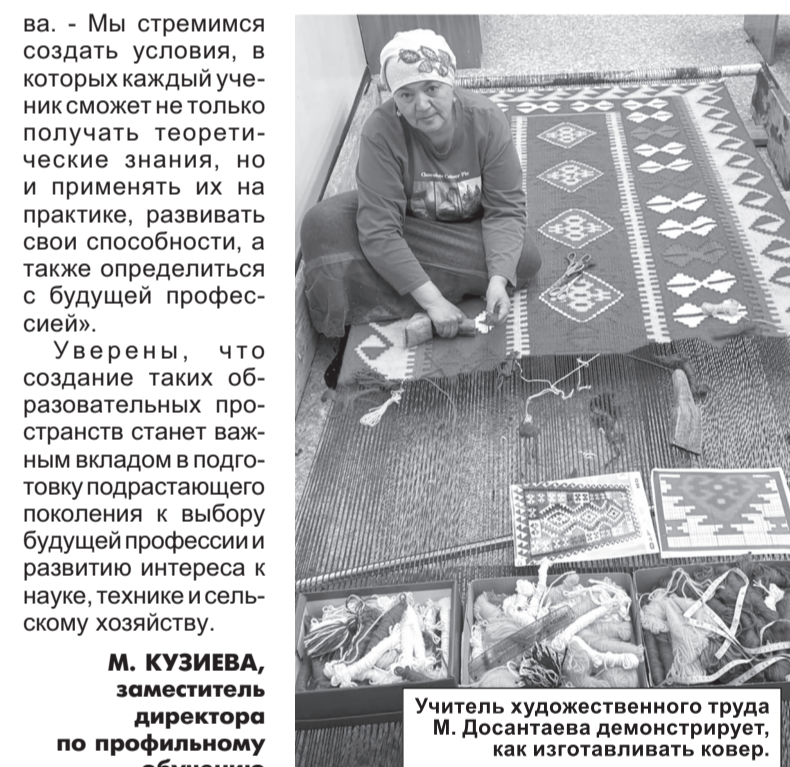 ва. - Мы стремимся
создать условия, в
которых каждый уче-
ник сможет не только
получать теорети-
ческие знания, но
и применять их на
практике, развивать
свои способности, а
также определиться
с будущей профес-
сией».
Уверены, что
создание таких об-
разовательных про-
странств станет важ-
ным вкладом в подго-
товку подрастающего
поколения к выбору
будущей профессии и
развитию интереса к
науке, технике и сель-
скому хозяйству.
М. КУЗИЕВА,
заместитель
директора
по профильному
обучению
Учитель художественного труда
М. Досантаева демонстрирует,
как изготавливать ковер.